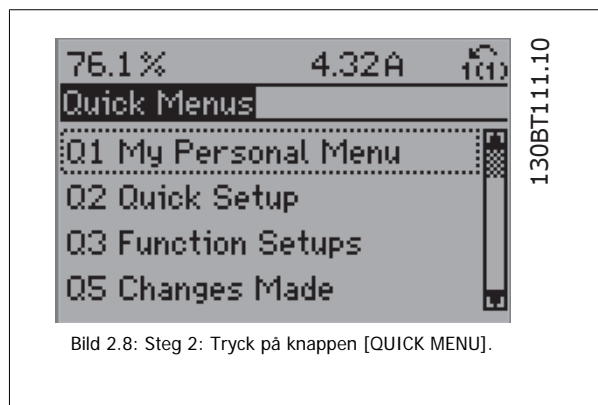 76.1% 4.32A 1(1)
Quick Menus
Q1 My Personal Menu
Q2 Quick Setup
Q3 Function Setups
Q5 Changes Made
130BT111.10
Bild 2.8: Steg 2: Tryck på knappen [QUICK MENU].